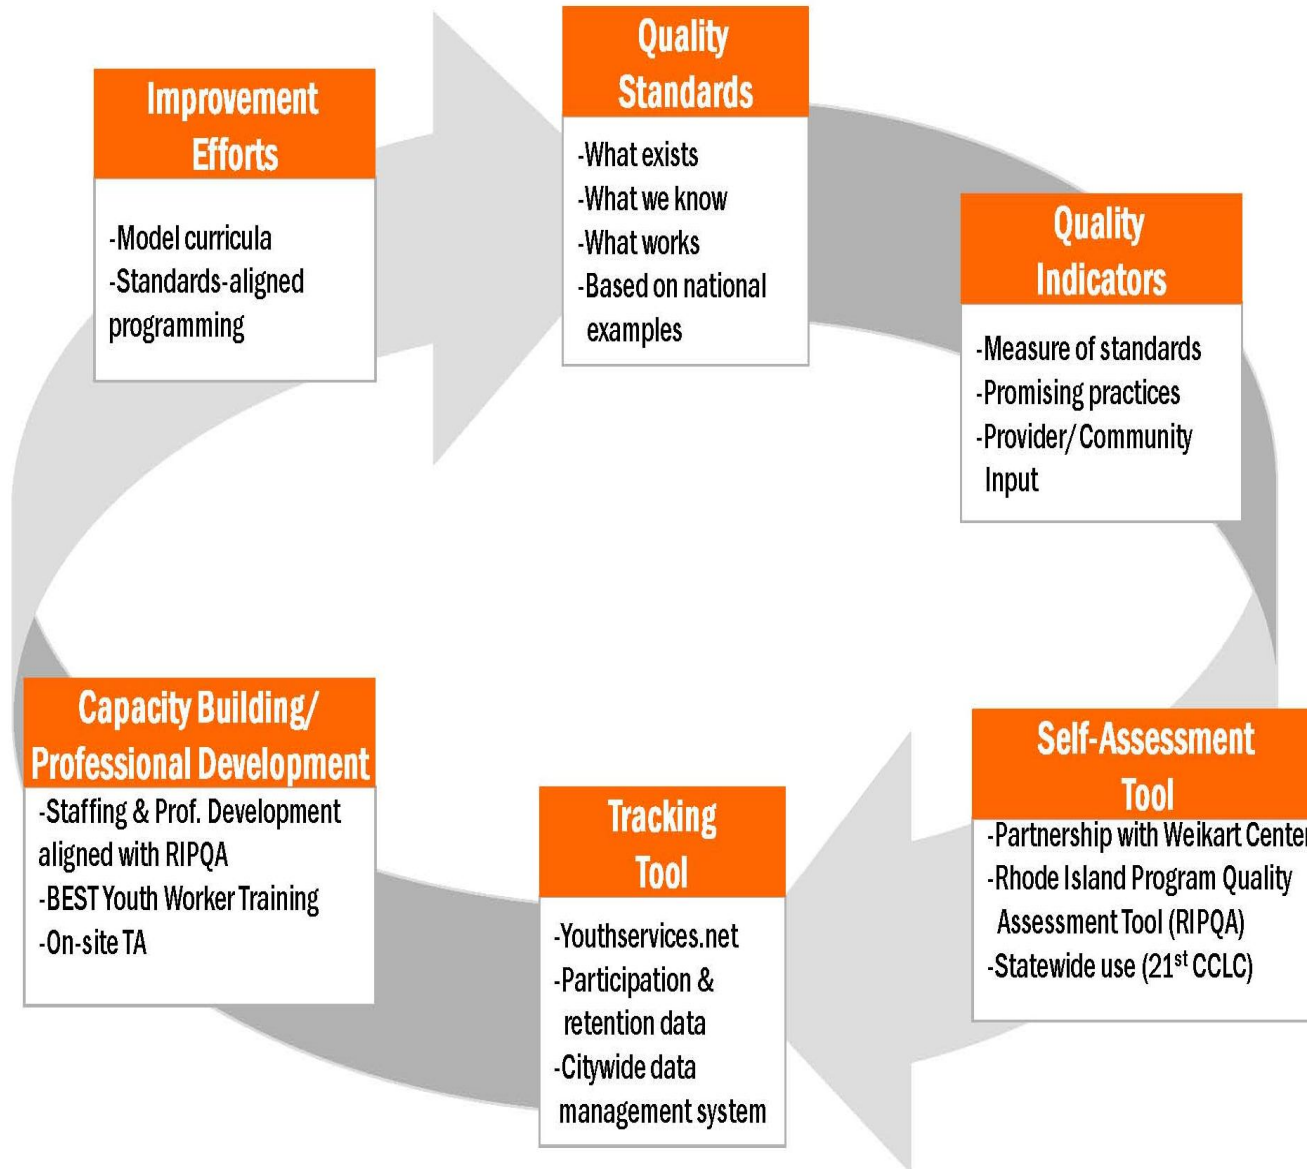 Quality
Standards
-What exists
-What we know
-What works
-Based on national
examples
Quality
Indicators
-Measure of standards
-Promising practices
-Provider/ Community
Input
Self-Assessment
Tool
-Partnership with Weikart Center
-Rhode Island Program Quality
Assessment Tool (RIPQA)
-Statewide use (21st CCLC)
Tracking
Tool
-Youthservices.net
-Participation &
retention data
-Citywide data
management system
Capacity Building/
Professional Development
-Staffing & Prof. Development
aligned with RIPQA
-BEST Youth Worker Training
-On-site TA
Improvement
Efforts
-Model curricula
-Standards-aligned
programming